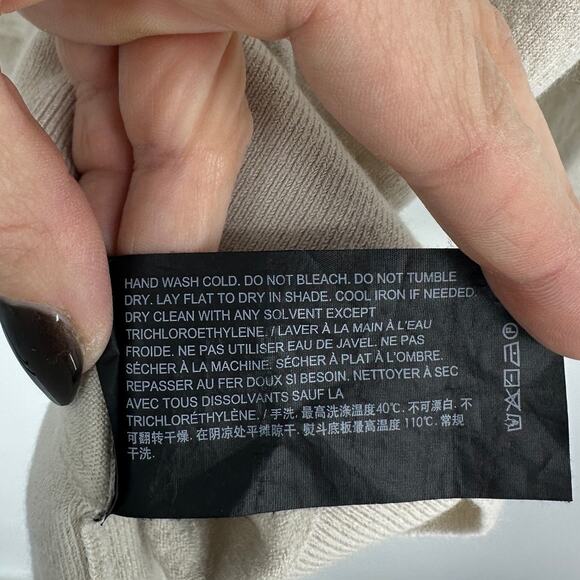 HAND WASH COLD. DO NOT BLEACH. DO NOT TUMBLE
DRY. LAY FLAT TO DRY IN SHADE. COOL IRON IF NEEDED.
DRY CLEAN WITH ANY SOLVENT EXCEPT
TRICHLOROETHYLENE. / LAVER À LA MAIN À L'EAU
FROIDE. NE PAS UTILISER EAU DE JAVEL. NE PAS
SÉCHER À LA MACHINE. SÉCHER À PLAT À L'OMBRE.
REPASSER AU FER DOUX SI BESOIN. NETTOYER À SEC
AVEC TOUS DISSOLVANTS SAUF LA
TRICHLORÉTHYLÈNE. / 手洗, 最高洗涤温度40℃. 不可漂白. 不
可翻转干燥. 在阴凉处平摊晾干. 熨斗底板最高温度 110℃. 常规
干洗.